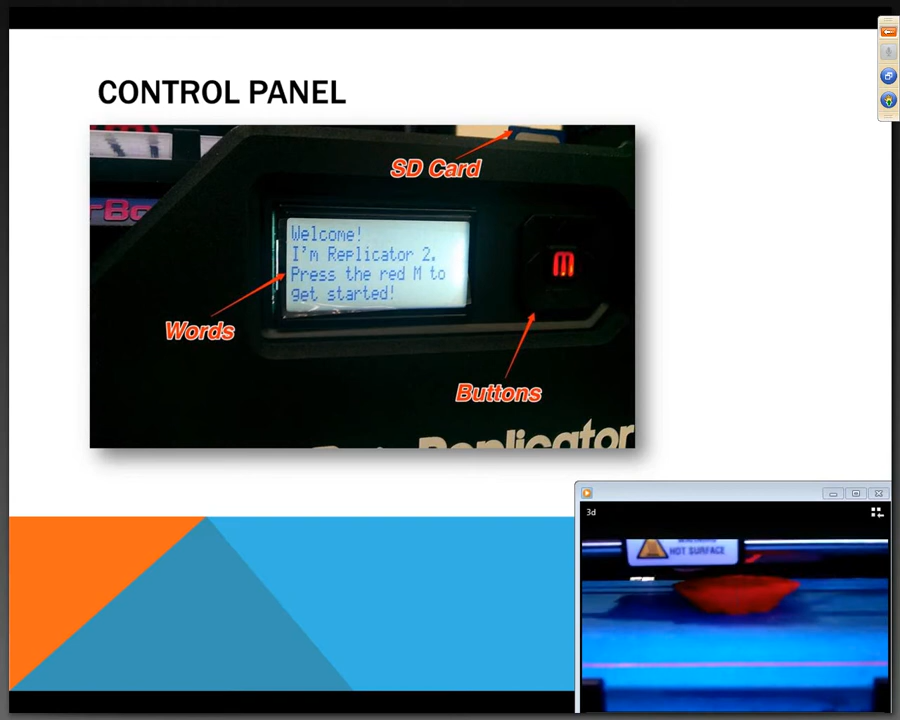 CONTROL PANEL
SD Card
Welcome!
I'm Replicator 2.
Press the red M to
get started!
M
Words
Buttons
Replicator
3d
HOT SURFACE